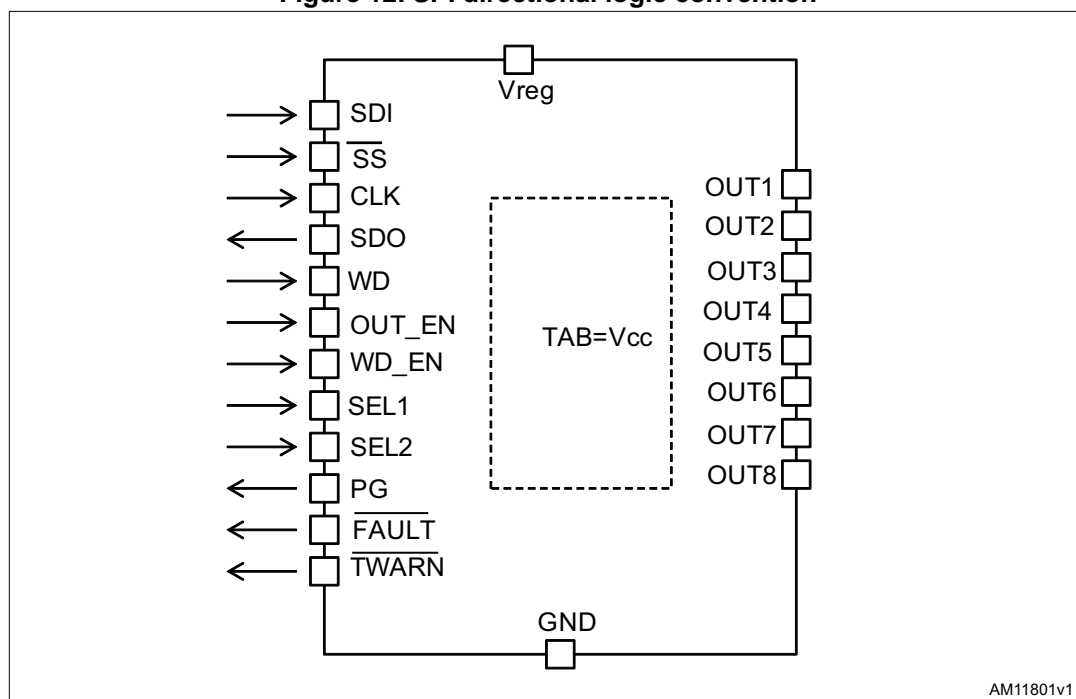 Figure 12. SPI directional logic convention
Vreg
SDI
SS
CLK
SDO
WD
OUT_EN
WD_EN
SEL1
SEL2
PG
FAULT
TWARN
TAB=Vcc
OUT1
OUT2
OUT3
OUT4
OUT5
OUT6
OUT7
OUT8
GND
AM11801v1